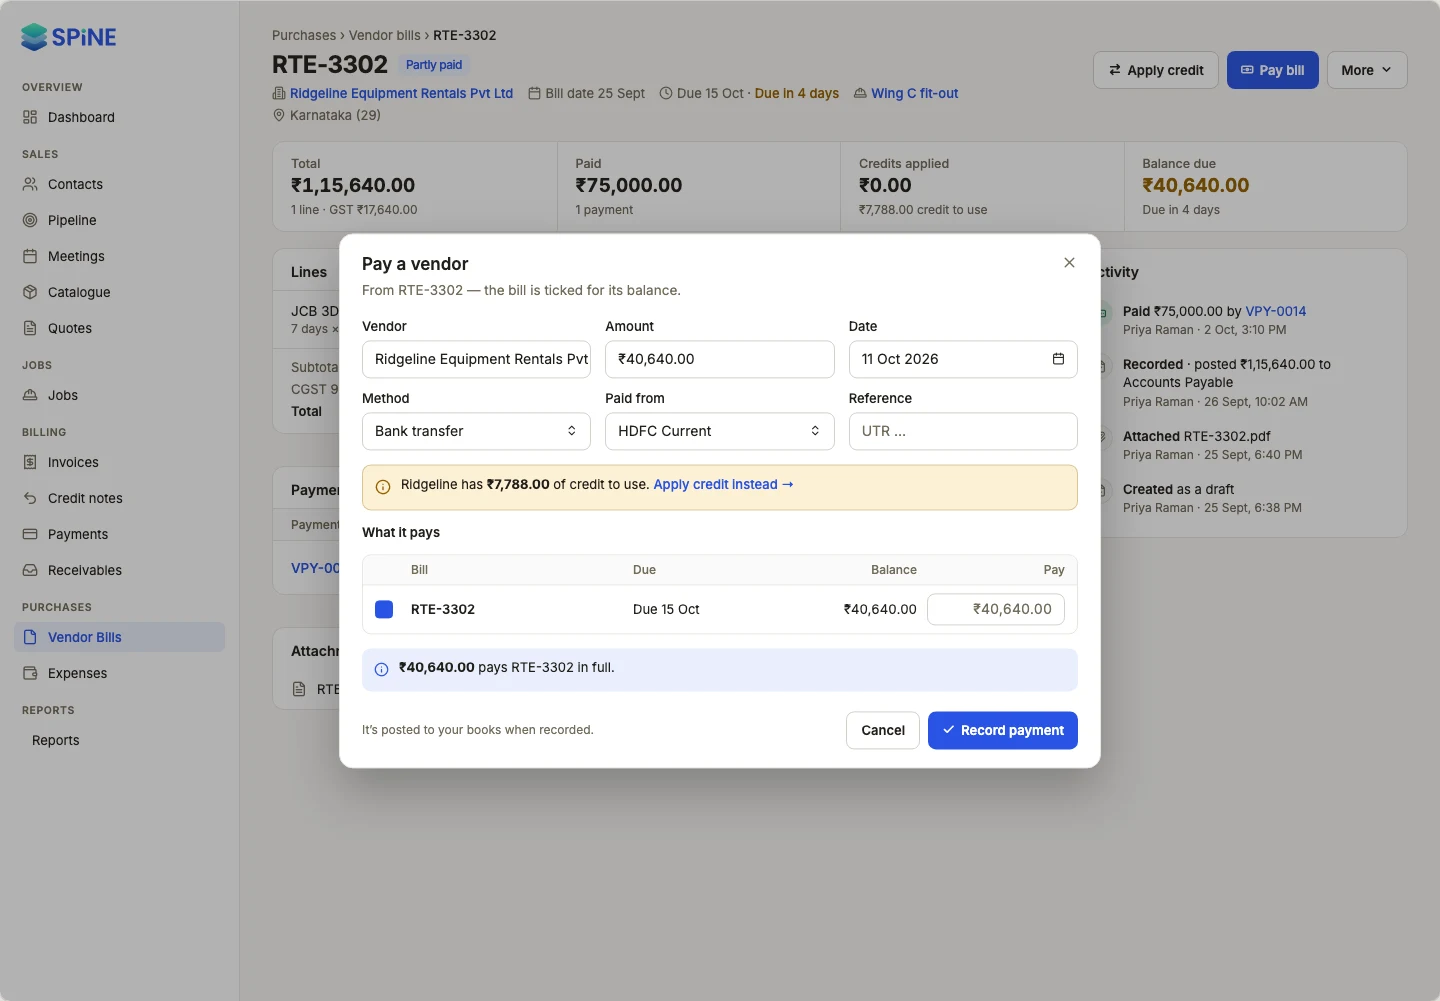 SPiNE
OVERVIEW
Dashboard
SALES
Contacts
Pipeline
Meetings
Catalogue
Quotes
JOBS
Jobs
BILLING
Invoices
Credit notes
Payments
Receivables
PURCHASES
Vendor Bills
Expenses
REPORTS
Reports
Purchases › Vendor bills › RTE-3302
RTE-3302 Partly paid
Ridgeline Equipment Rentals Pvt Ltd Bill date 25 Sept Due 15 Oct · Due in 4 days Wing C fit-out
Karnataka (29)
Apply credit Pay bill More
Total
₹1,15,640.00
1 line · GST ₹17,640.00
Paid
₹75,000.00
1 payment
Credits applied
₹0.00
₹7,788.00 credit to use
Balance due
₹40,640.00
Due in 4 days
Lines
JCB 3D
7 days ×
Subtota
CGST 9
Total
Paymer
Payment
VPY-00
Attachr
RTE
Pay a vendor
From RTE-3302 — the bill is ticked for its balance.
Vendor Amount Date
Ridgeline Equipment Rentals Pvt ₹40,640.00 11 Oct 2026
Method Paid from Reference
Bank transfer HDFC Current UTR ...
Ridgeline has ₹7,788.00 of credit to use. Apply credit instead →
What it pays
Bill Due Balance Pay
RTE-3302 Due 15 Oct ₹40,640.00 ₹40,640.00
₹40,640.00 pays RTE-3302 in full.
It's posted to your books when recorded. Cancel Record payment
ctivity
Paid ₹75,000.00 by VPY-0014
Priya Raman · 2 Oct, 3:10 PM
Recorded · posted ₹1,15,640.00 to
Accounts Payable
Priya Raman · 26 Sept, 10:02 AM
Attached RTE-3302.pdf
Priya Raman · 25 Sept, 6:40 PM
Created as a draft
Priya Raman · 25 Sept, 6:38 PM